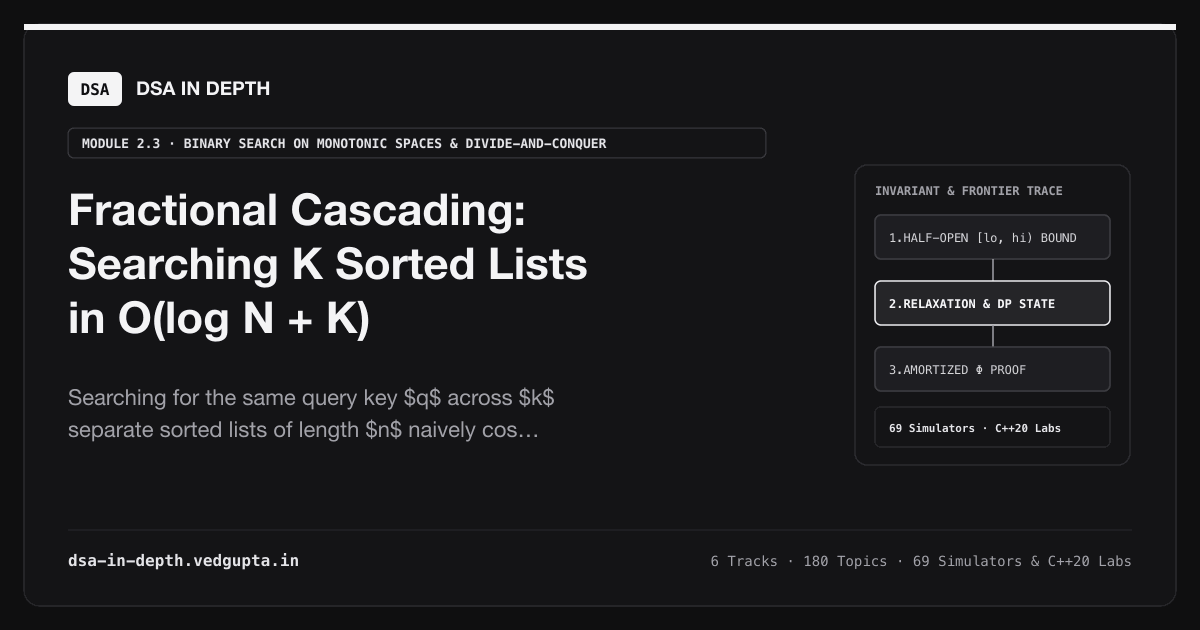 DSA
DSA IN DEPTH
MODULE 2.3 · BINARY SEARCH ON MONOTONIC SPACES & DIVIDE-AND-CONQUER
Fractional Cascading:
Searching K Sorted Lists
in O(log N + K)
Searching for the same query key $q$ across $k$
separate sorted lists of length $n$ naively cos…
INVARIANT & FRONTIER TRACE
1.HALF-OPEN [lo, hi) BOUND
2.RELAXATION & DP STATE
3.AMORTIZED Φ PROOF
69 Simulators · C++20 Labs
dsa-in-depth.vedgupta.in
6 Tracks · 180 Topics · 69 Simulators & C++20 Labs